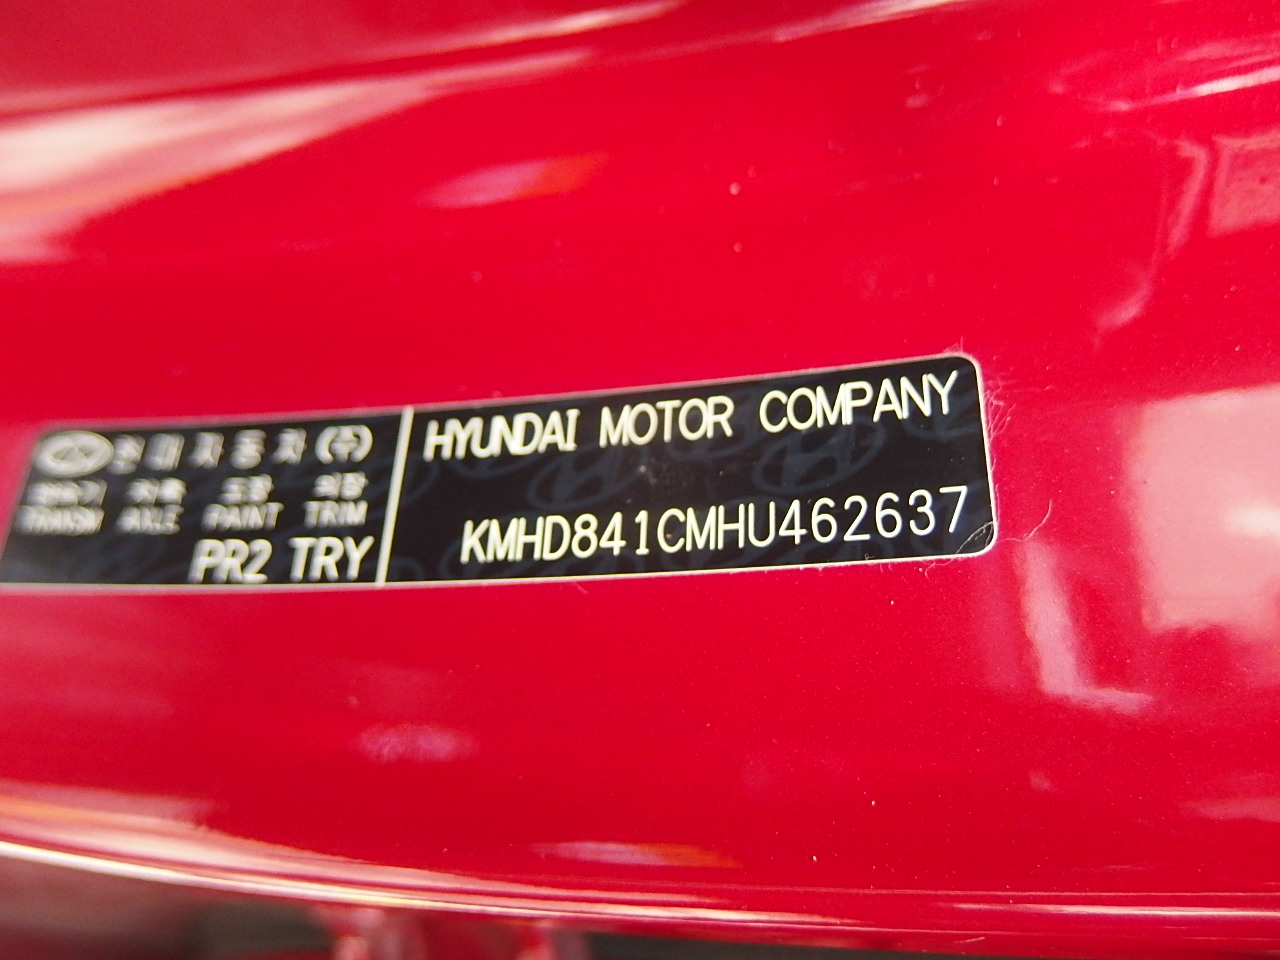 현대자동차(주)
변속기 차축 도장 의장
TRANSM AXLE PAINT TRIM
PR2 TRY
HYUNDAI MOTOR COMPANY
KMHD841CMHU462637